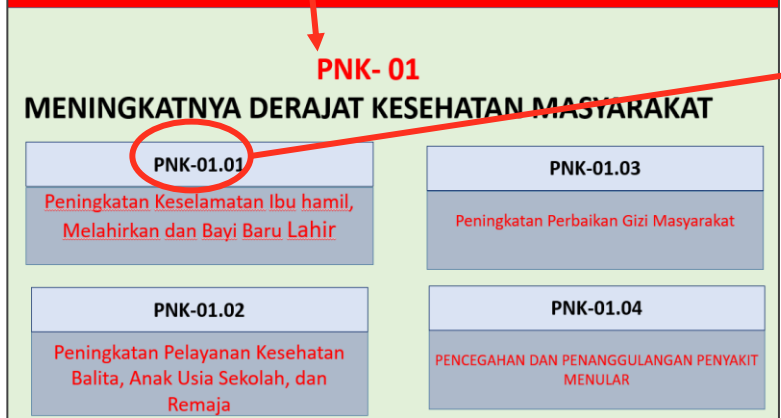 PNK- 01
MENINGKATNYA DERAJAT KESEHATAN MASYARAKAT
PNK-01.01
Peningkatan Keselamatan Ibu hamil,
Melahirkan dan Bayi Baru Lahir
PNK-01.03
Peningkatan Perbaikan Gizi Masyarakat
PNK-01.02
Peningkatan Pelayanan Kesehatan
Balita, Anak Usia Sekolah, dan
Remaja
PNK-01.04
PENCEGAHAN DAN PENANGGULANGAN PENYAKIT
MENULAR